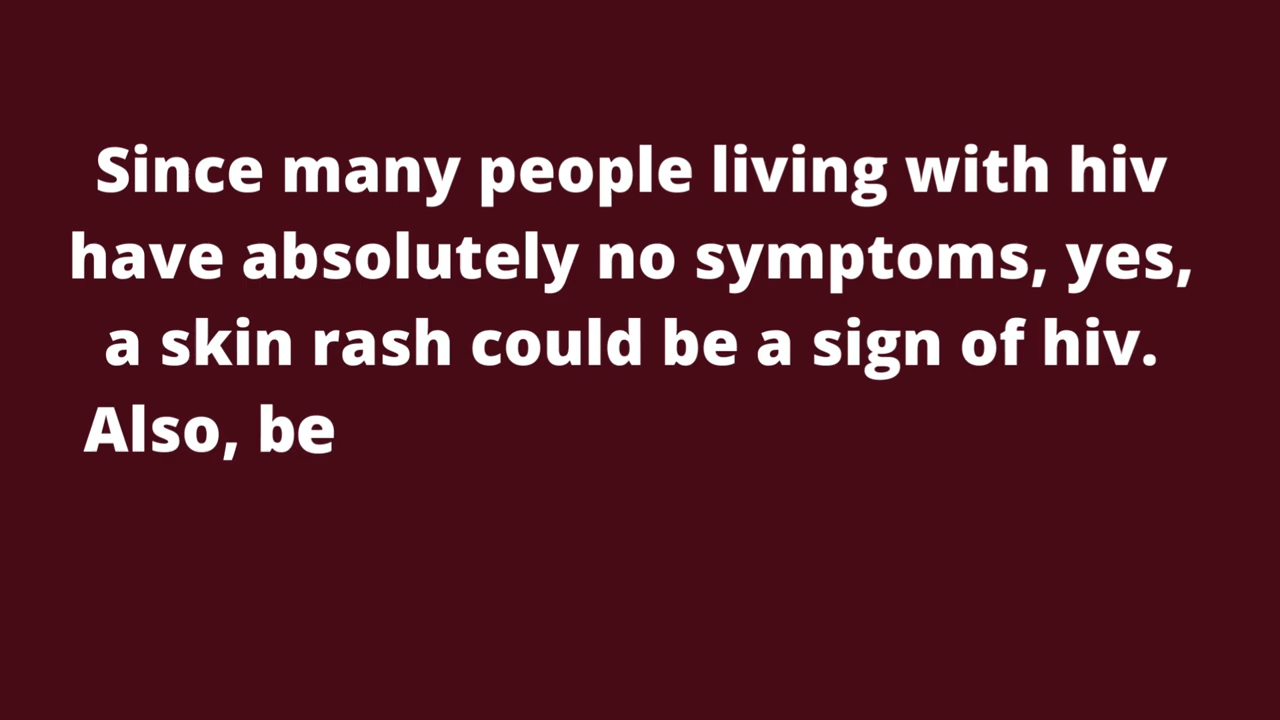 Since many people living with hiv
have absolutely no symptoms, yes,
a skin rash could be a sign of hiv.
Also, be